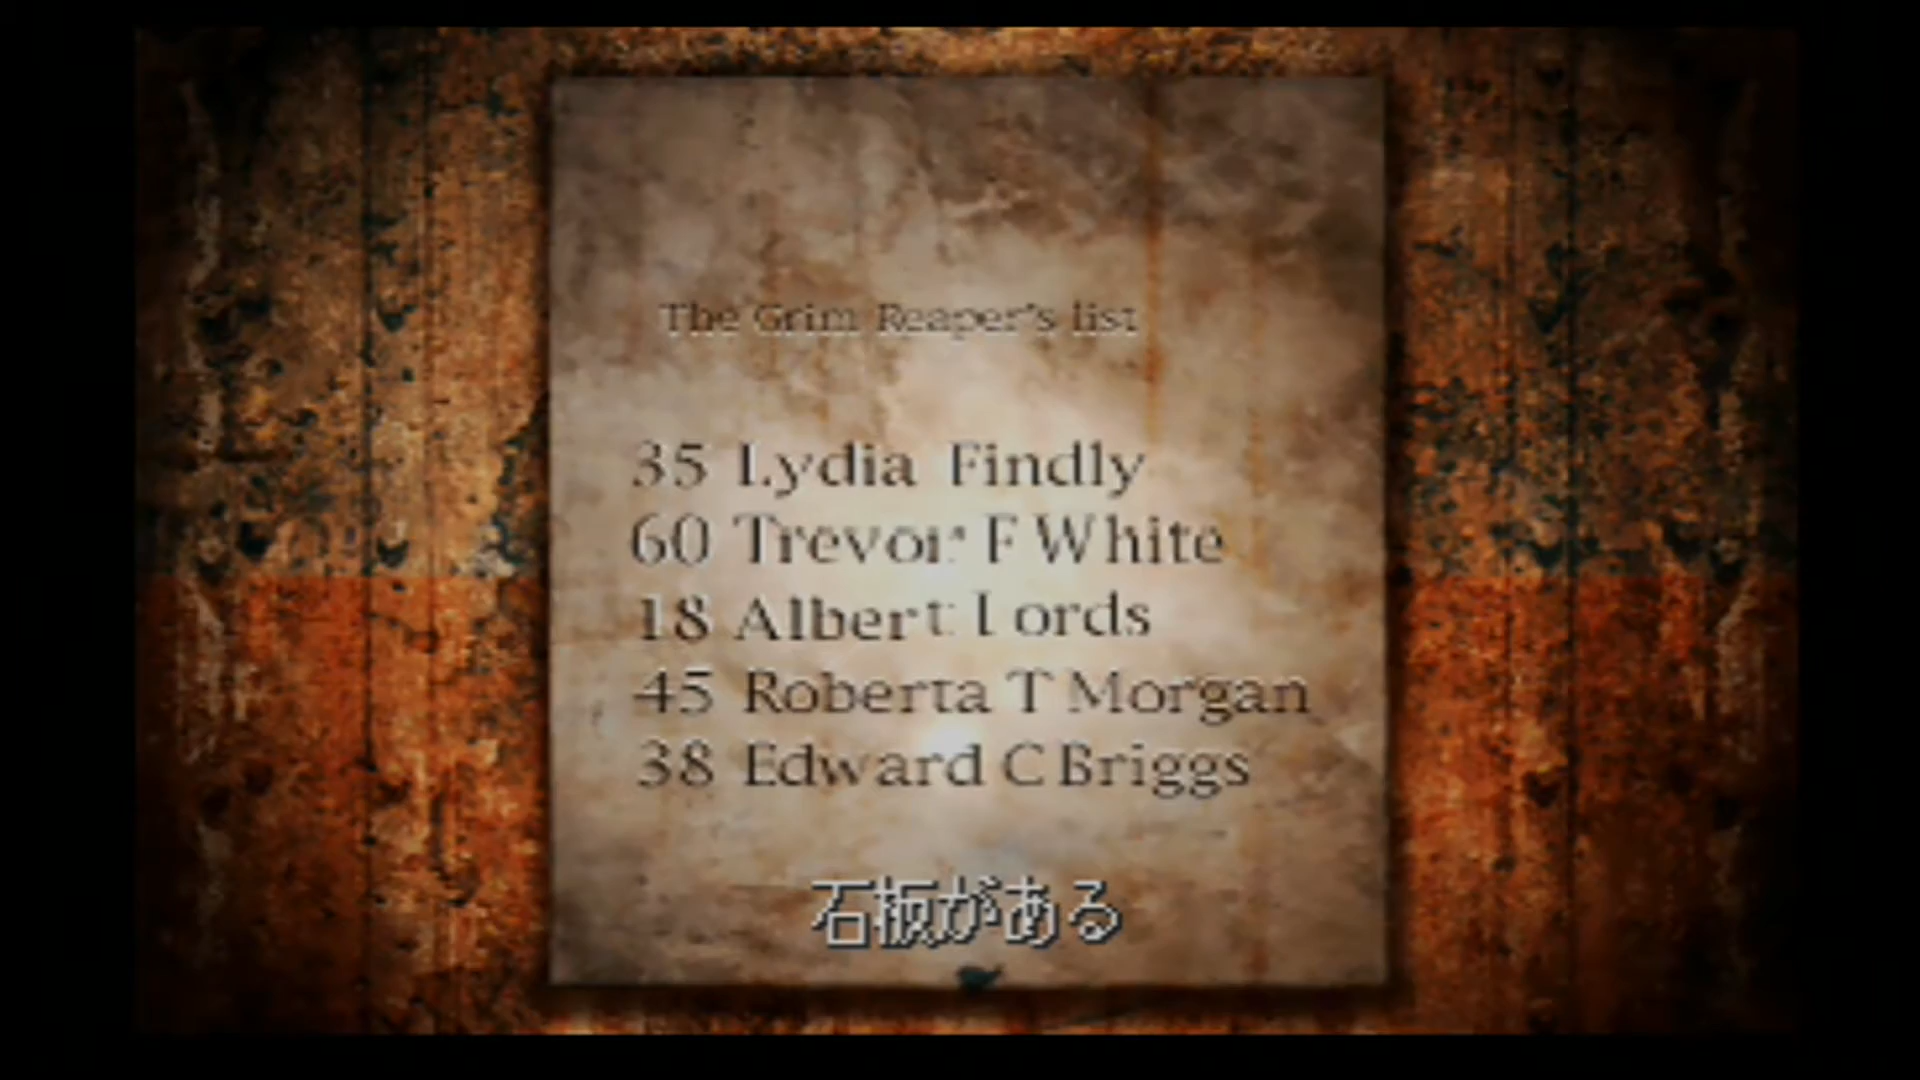 The Grim Reaper's list
35 Lydia Findly
60 Trevor F White
18 Albert Lords
45 Roberta T Morgan
38 Edward C Briggs
石板がある